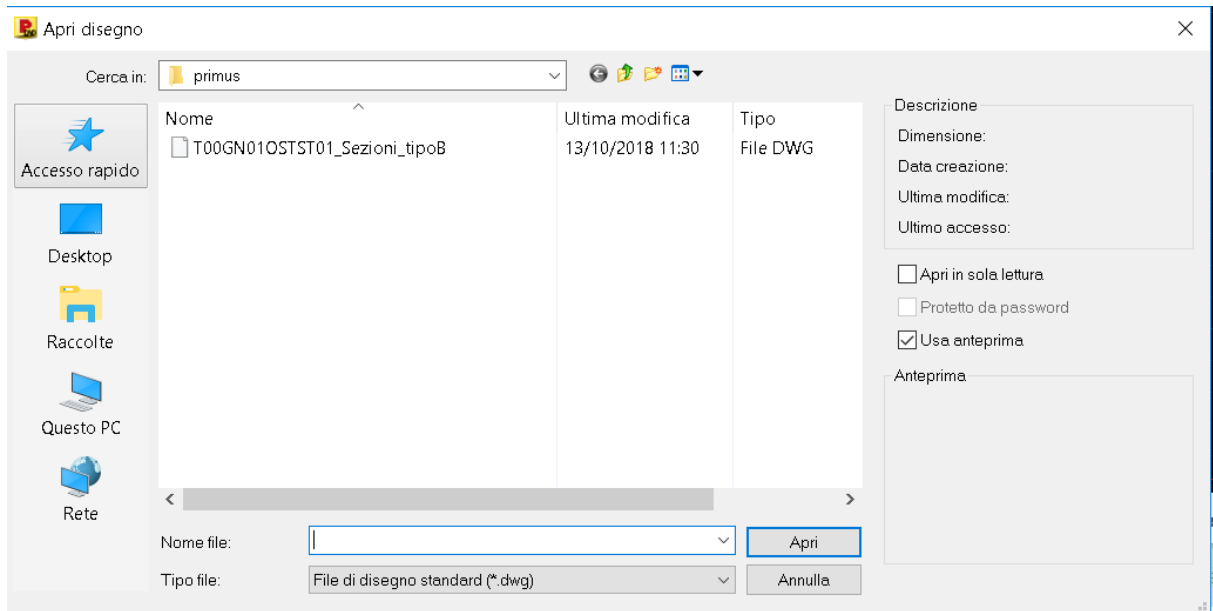 Apri disegno
Cerca in: primus
Nome Ultima modifica Tipo
T00GN01OSTST01_Sezioni_tipoB 13/10/2018 11:30 File DWG
Accesso rapido
Desktop
Raccolte
Questo PC
Rete
Nome file: Apri
Tipo file: File di disegno standard (*.dwg) Annulla
Descrizione
Dimensione:
Data creazione:
Ultima modifica:
Ultimo accesso:
Apri in sola lettura
Protetto da password
Usa anteprima
Anteprima